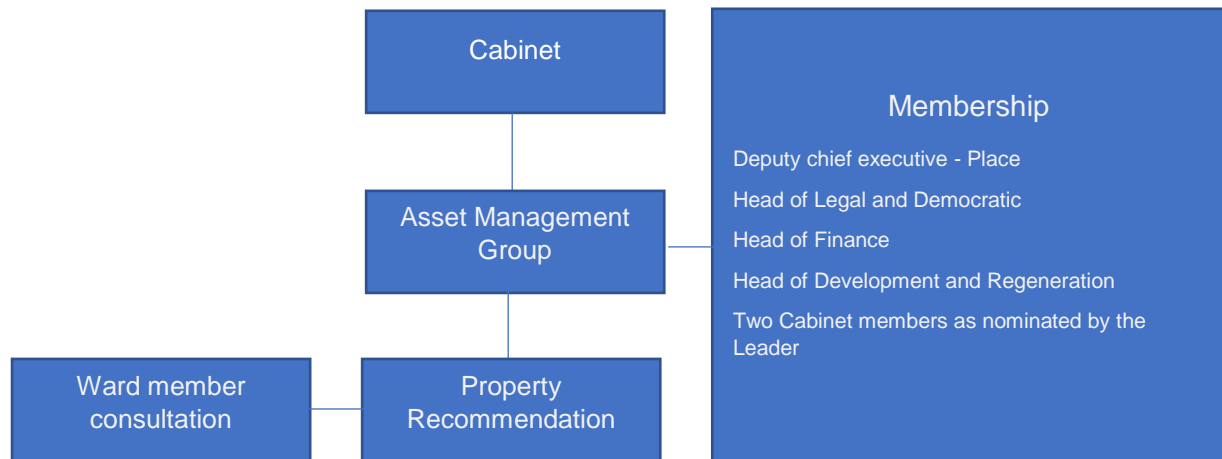 Cabinet
Membership
Deputy chief executive - Place
Head of Legal and Democratic
Head of Finance
Head of Development and Regeneration
Two Cabinet members as nominated by the
Leader
Asset Management
Group
Ward member
consultation
Property
Recommendation